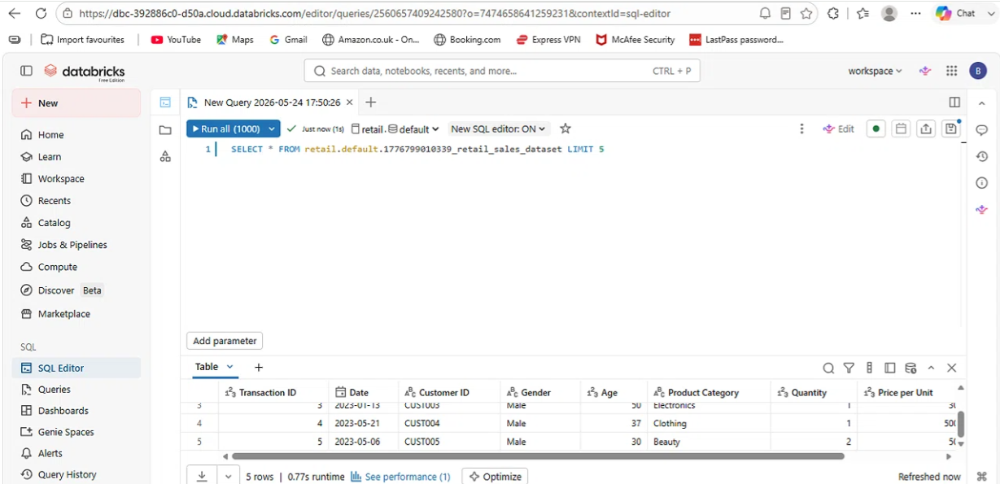 https://dbc-392886c0-d50a.cloud.databricks.com/editor/queries/2560657409242580?o=7474658641259231&contextId=sql-editor
Chat
Import favourites
YouTube
Maps
Gmail
Amazon.co.uk - On...
Booking.com
Express VPN
McAfee Security
LastPass password...
databricks
Free Edition
Search data, notebooks, recents, and more...
CTRL + P
workspace
B
New
Home
Learn
Workspace
Recents
Catalog
Jobs & Pipelines
Compute
Discover Beta
Marketplace
SQL
SQL Editor
Queries
Dashboards
Genie Spaces
Alerts
Query History
New Query 2026-05-24 17:50:26
Run all (1000)
Just now (1s)
retail.
default
New SQL editor: ON
Edit
1 SELECT * FROM retail.default.1776799010339_retail_sales_dataset LIMIT 5
Add parameter
Table
Transaction ID Date Customer ID Gender Age Product Category Quantity Price per Unit
3 3 2023-01-13 CUST003 Male 50 Electronics 1
4 4 2023-05-21 CUST004 Male 37 Clothing 1 500
5 5 2023-05-06 CUST005 Male 30 Beauty 2
5 rows | 0.77s runtime
See performance (1)
Optimize
Refreshed now